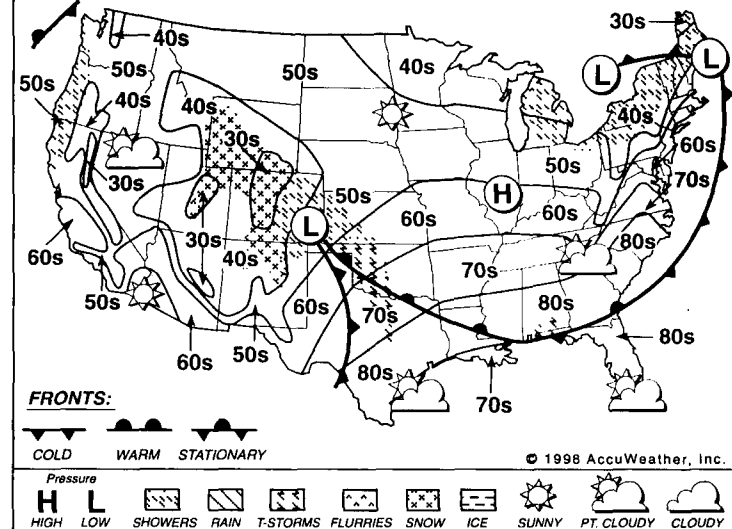 30s
40s
50s
50s
40s
40s
50s
40s
30s
40s
60s
50s
30s
50s
60s
60s
70s
30s
80s
60s
30s
40s
70s
50s
60s
70s
80s
80s
50s
60s
80s
70s
L
L
L
H
FRONTS:
COLD WARM STATIONARY
© 1998 AccuWeather, Inc.
Pressure
H L
HIGH LOW SHOWERS RAIN T-STORMS FLURRIES SNOW ICE SUNNY PT. CLOUDY CLOUDY